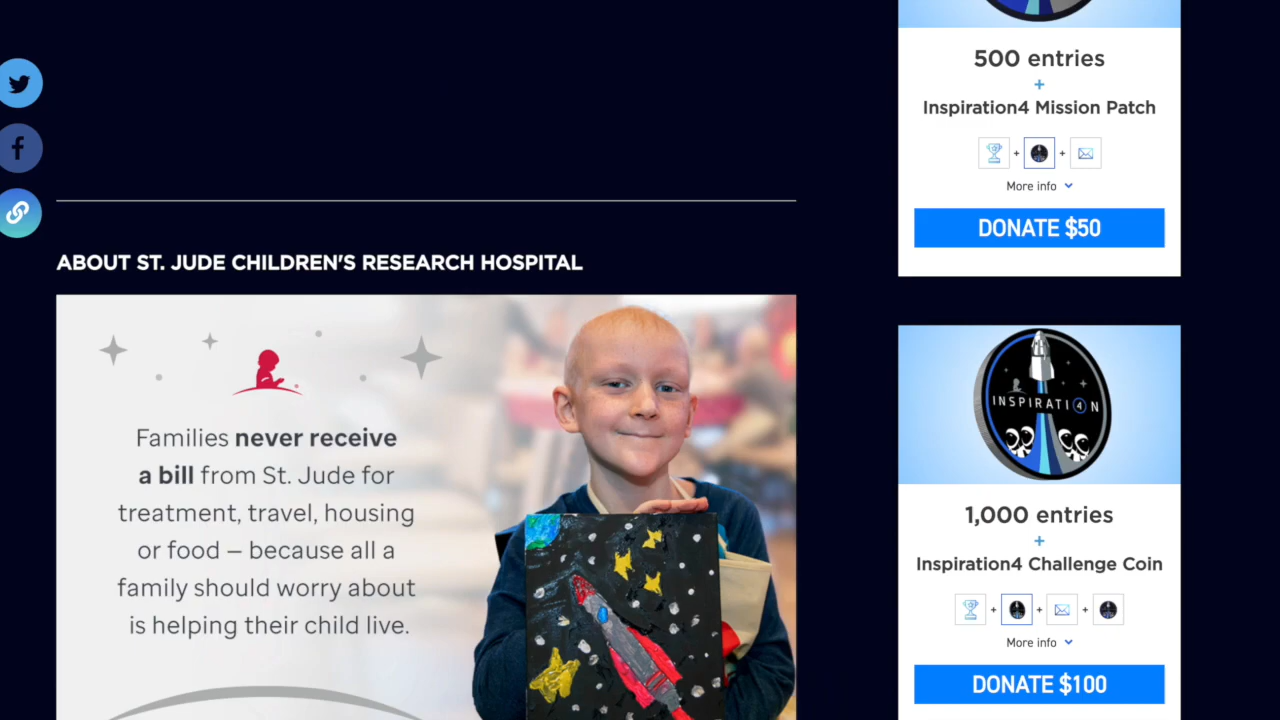 500 entries
+
Inspiration4 Mission Patch
+ +
More info
DONATE $50
ABOUT ST. JUDE CHILDREN'S RESEARCH HOSPITAL
Families never receive
a bill from St. Jude for
treatment, travel, housing
or food – because all a
family should worry about
is helping their child live.
INSPIRATI4N
1,000 entries
+
Inspiration4 Challenge Coin
+ + +
More info
DONATE $100